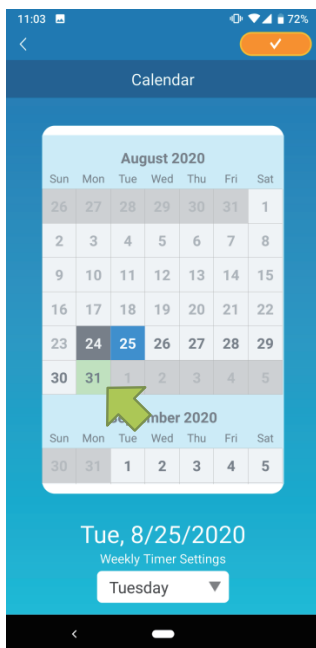 11:03 72%
Calendar
August 2020
Sun Mon Tue Wed Thu Fri Sat
26 27 28 29 30 31 1
2 3 4 5 6 7 8
9 10 11 12 13 14 15
16 17 18 19 20 21 22
23 24 25 26 27 28 29
30 31 1 2 3 4 5
mber 2020
Sun Mon Tue Wed Thu Fri Sat
30 31 1 2 3 4 5
Tue, 8/25/2020
Weekly Timer Settings
Tuesday